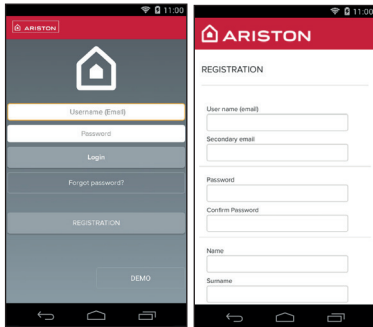 11:00
ARISTON
Username (Email)
Password
Login
Forgot password?
REGISTRATION
DEMO
11:00
ARISTON
REGISTRATION
User name (email)
Secondary email
Password
Confirm Password
Name
Surname